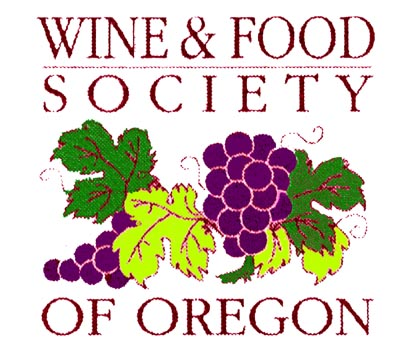 WINE & FOOD
SOCIETY
OF OREGON